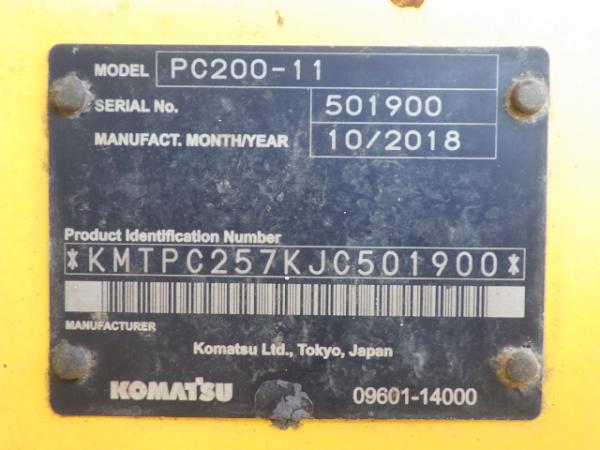 MODEL PC200-11
SERIAL No. 501900
MANUFACT. MONTH/YEAR 10/2018
Product Identification Number
*KMTPC257KJC501900*
MANUFACTURER
Komatsu Ltd., Tokyo, Japan
KOMATSU 09601-14000